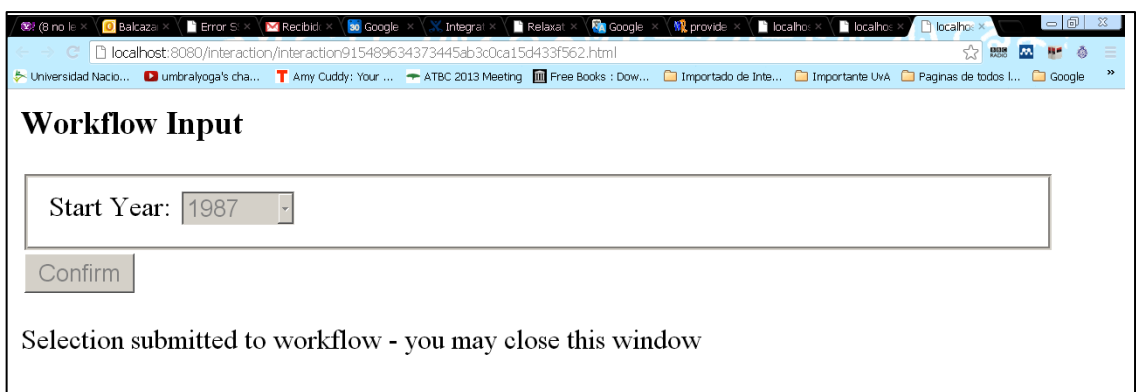 (8 no le
Balcaza
Error S
Recibid
Google
Integrat
Relaxat
Google
provide
localhos
localhos
localhos
localhost:8080/interaction/interaction915489634373445ab3c0ca15d433f562.html
Universidad Nacio...
umbralyoga's cha...
Amy Cuddy: Your ...
ATBC 2013 Meeting
Free Books : Dow...
Importado de Inte...
Importante UvA
Paginas de todos l...
Google
»
Workflow Input
Start Year: 1987
Confirm
Selection submitted to workflow - you may close this window